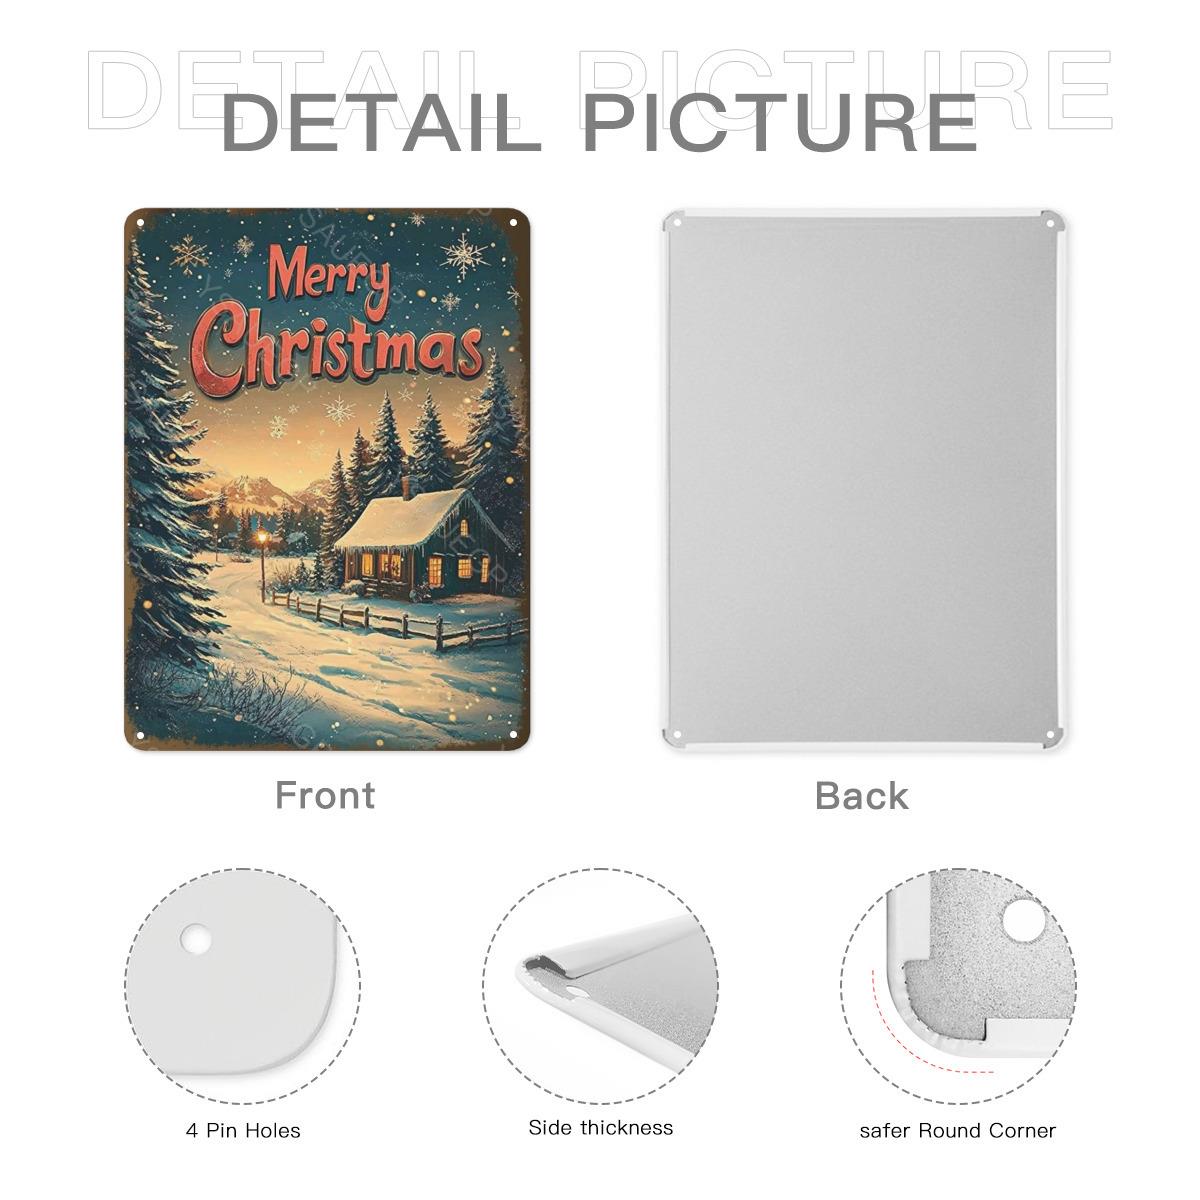 DETAIL PICTURE
DETAIL PICTURE
Merry
Christmas
Front
Back
4 Pin Holes
Side thickness
safer Round Corner